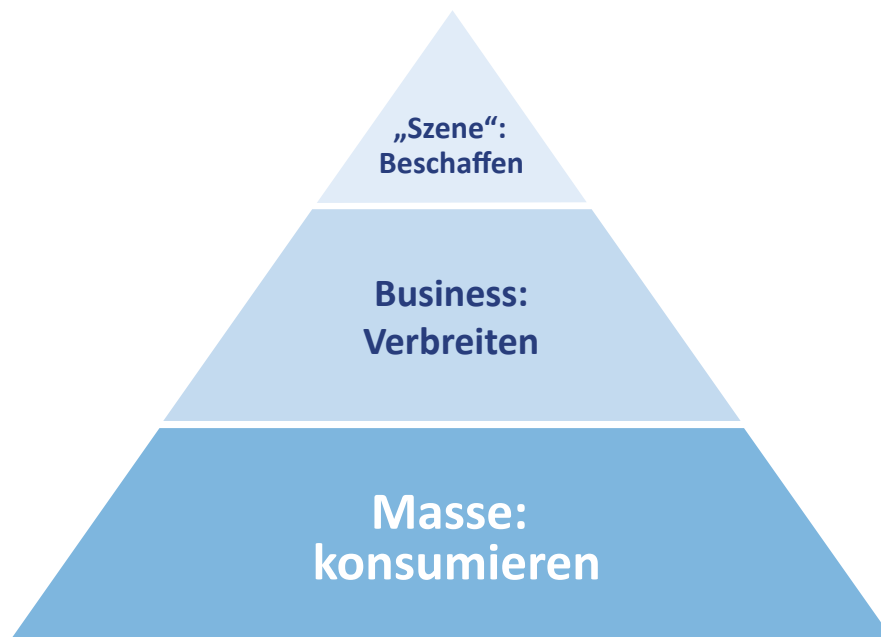 „Szene“:
Beschaffen
Business:
Verbreiten
Masse:
konsumieren